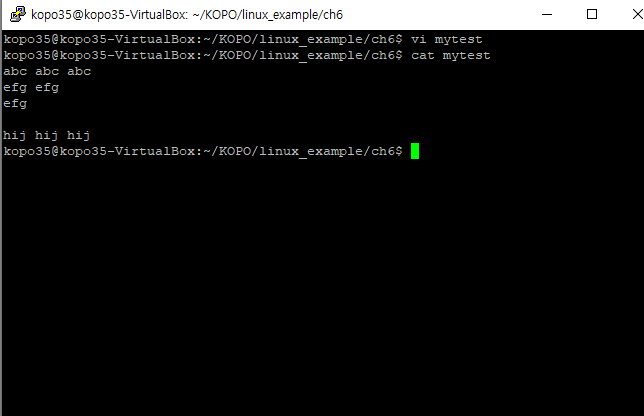 kopo35@kopo35-VirtualBox: ~/KOPO/linux_example/ch6
kopo35@kopo35-VirtualBox:~/KOPO/linux_example/ch6$ vi mytest
kopo35@kopo35-VirtualBox:~/KOPO/linux_example/ch6$ cat mytest
abc abc abc
efg efg
efg

hij hij hij
kopo35@kopo35-VirtualBox:~/KOPO/linux_example/ch6$